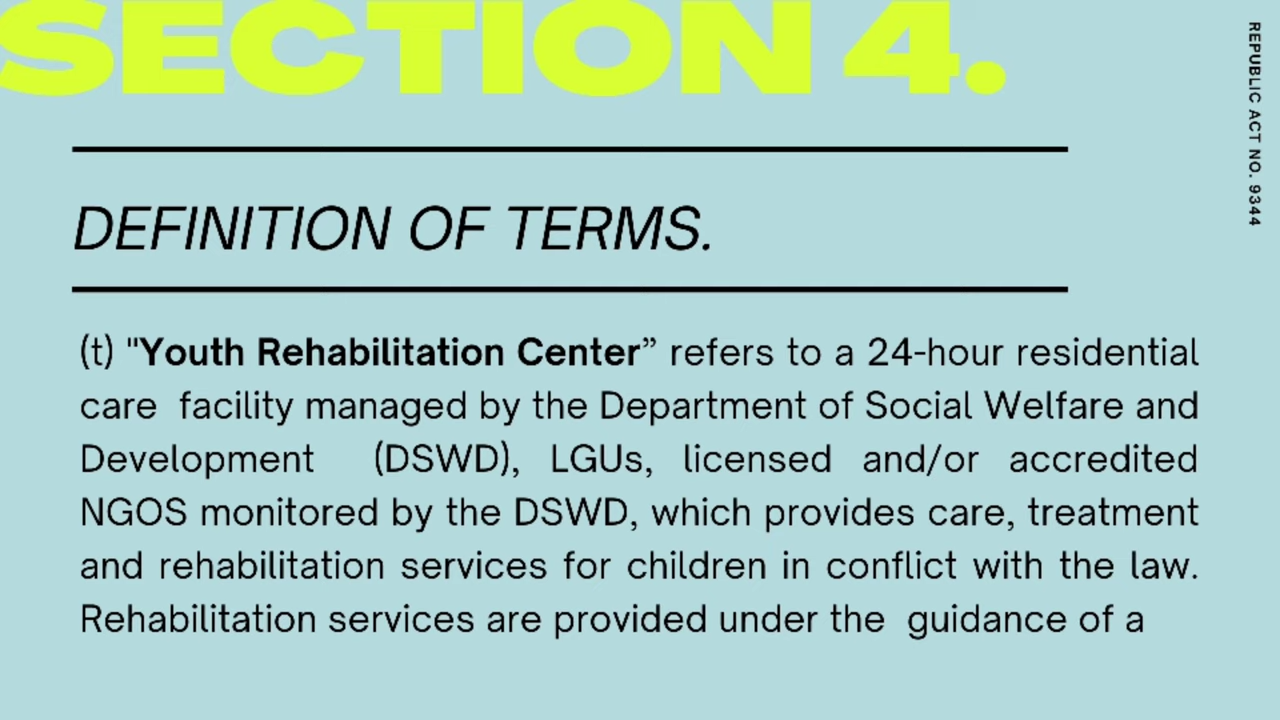 SECTION 4.
REPUBLIC ACT NO. 9344
DEFINITION OF TERMS.
(t) "Youth Rehabilitation Center” refers to a 24-hour residential
care facility managed by the Department of Social Welfare and
Development (DSWD), LGUs, licensed and/or accredited
NGOS monitored by the DSWD, which provides care, treatment
and rehabilitation services for children in conflict with the law.
Rehabilitation services are provided under the guidance of a